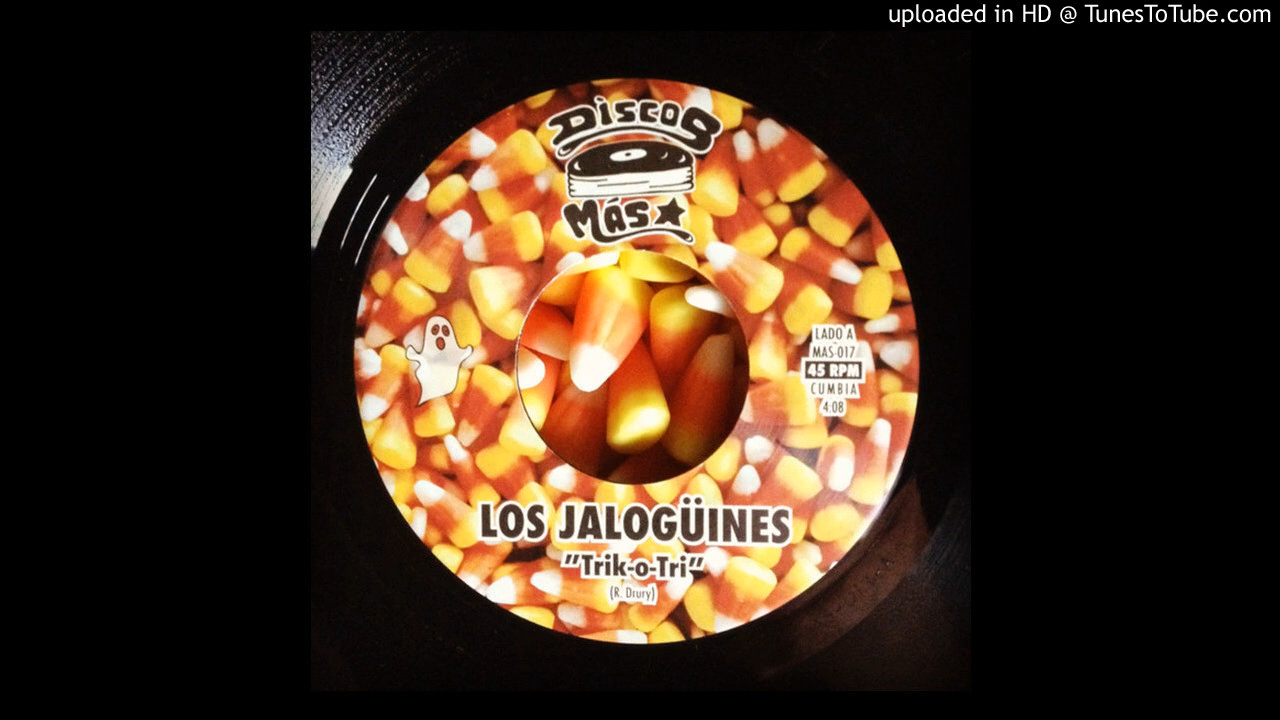 uploaded in HD @ TunesToTube.com
DISCOS
MÁS
LADO A
MAS-017
45 RPM
CUMBIA
4:08
LOS JALOGÜINES
"Trik-o-Tri"
(R. Drury)